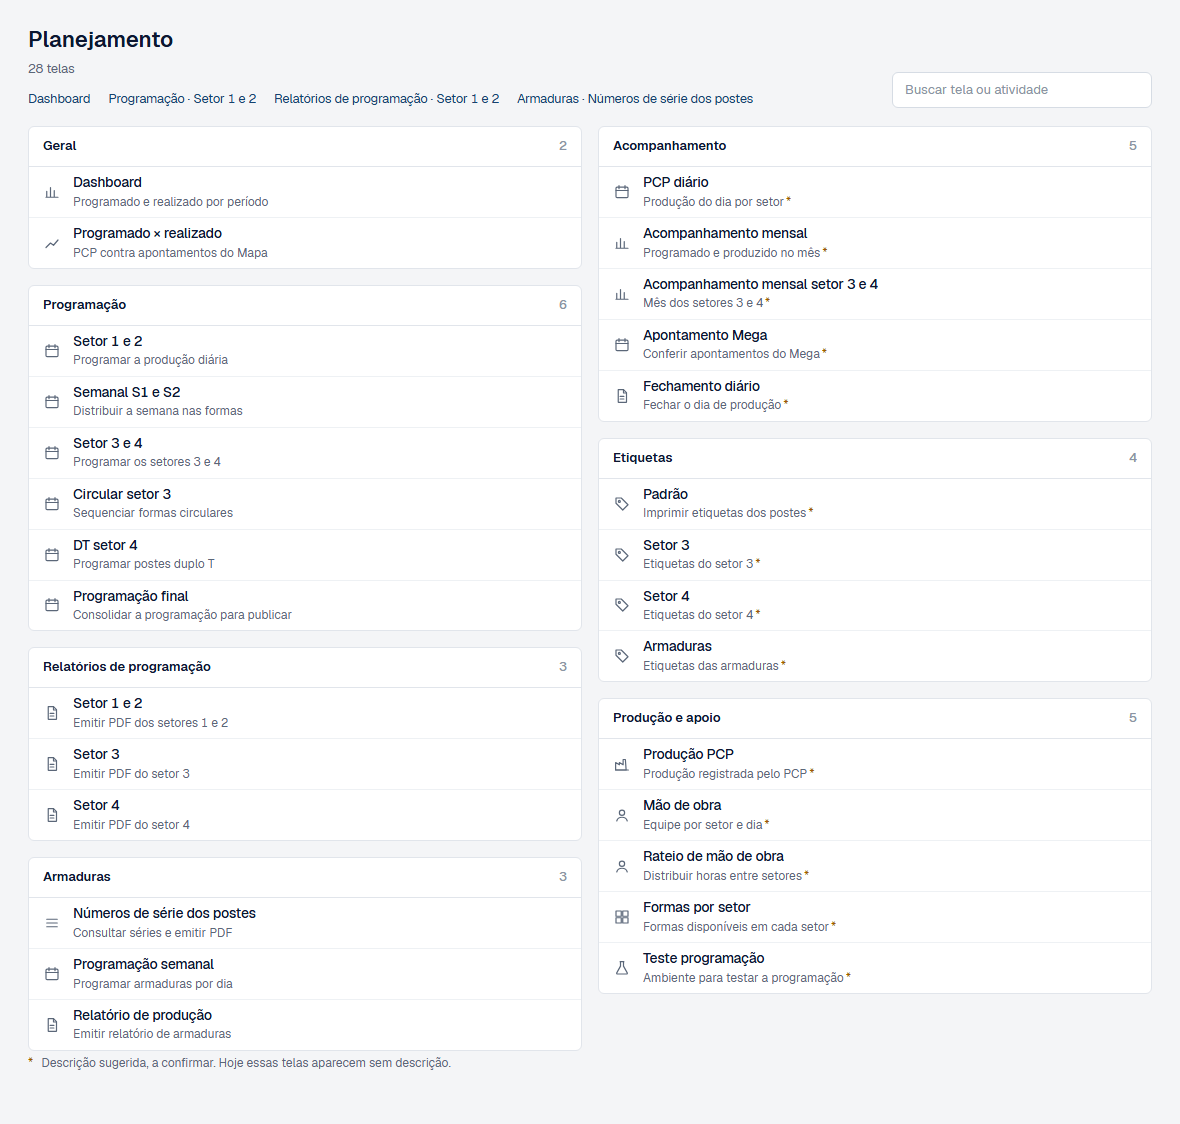 Planejamento
28 telas
Dashboard Programação · Setor 1 e 2 Relatórios de programação · Setor 1 e 2 Armaduras · Números de série dos postes
Buscar tela ou atividade
Geral 2
Dashboard
Programado e realizado por período
Programado × realizado
PCP contra apontamentos do Mapa
Programação 6
Setor 1 e 2
Programar a produção diária
Semanal S1 e S2
Distribuir a semana nas formas
Setor 3 e 4
Programar os setores 3 e 4
Circular setor 3
Sequenciar formas circulares
DT setor 4
Programar postes duplo T
Programação final
Consolidar a programação para publicar
Relatórios de programação 3
Setor 1 e 2
Emitir PDF dos setores 1 e 2
Setor 3
Emitir PDF do setor 3
Setor 4
Emitir PDF do setor 4
Armaduras 3
Números de série dos postes
Consultar séries e emitir PDF
Programação semanal
Programar armaduras por dia
Relatório de produção
Emitir relatório de armaduras
Acompanhamento 5
PCP diário
Produção do dia por setor *
Acompanhamento mensal
Programado e produzido no mês *
Acompanhamento mensal setor 3 e 4
Mês dos setores 3 e 4 *
Apontamento Mega
Conferir apontamentos do Mega *
Fechamento diário
Fechar o dia de produção *
Etiquetas 4
Padrão
Imprimir etiquetas dos postes *
Setor 3
Etiquetas do setor 3 *
Setor 4
Etiquetas do setor 4 *
Armaduras
Etiquetas das armaduras *
Produção e apoio 5
Produção PCP
Produção registrada pelo PCP *
Mão de obra
Equipe por setor e dia *
Rateio de mão de obra
Distribuir horas entre setores *
Formas por setor
Formas disponíveis em cada setor *
Teste programação
Ambiente para testar a programação *
* Descrição sugerida, a confirmar. Hoje essas telas aparecem sem descrição.